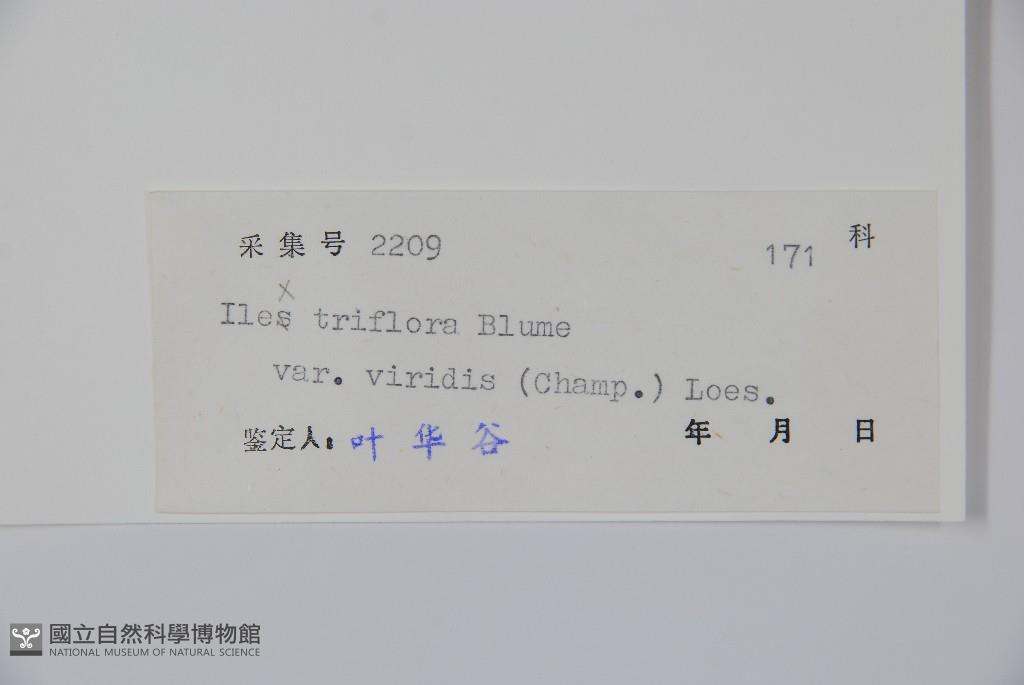 采集号 2209 171 科
x
Iles triflora Blume
var. viridis (Champ.) Loes.
鉴定人: 叶华谷 年 月 日
國立自然科學博物館
NATIONAL MUSEUM OF NATURAL SCIENCE